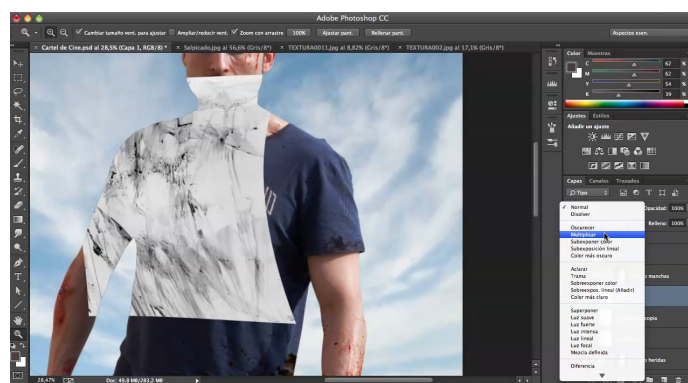 Adobe Photoshop CC
Cambiar tamaño vent. para ajustar Ampliar/reducir vent. Zoom con arrastre 100% Ajustar pant. Rellenar pant. Aspectos esen.
× Cartel de Cine.psd al 28,5% (Capa 1, RGB/8) * × Salpicado.jpg al 56,6% (Gris/8*) × TEXTURA0011.jpg al 8,82% (Gris/8*) × TEXTURA002.jpg al 17,1% (Gris/8*)
Color Muestras
C 62 %
M 62 %
Y 54 %
K 39 %
Ajustes Estilos
Añadir un ajuste
Capas Canales Trazados
Tipo
Normal
Opacidad: 100%
Disolver
Relleno: 100%
Oscurecer
Multiplicar
Subexponer color
Subexposición lineal
Color más oscuro
Aclarar
manchas
Trama
Sobreexponer color
Sobreexpos. lineal (Añadir)
Color más claro
Superponer
Luz suave
copia
Luz fuerte
Luz intensa
Luz lineal
Luz focal
heridas
Mezcla definida
Diferencia
28,47% Doc: 49,8 MB/283,2 MB